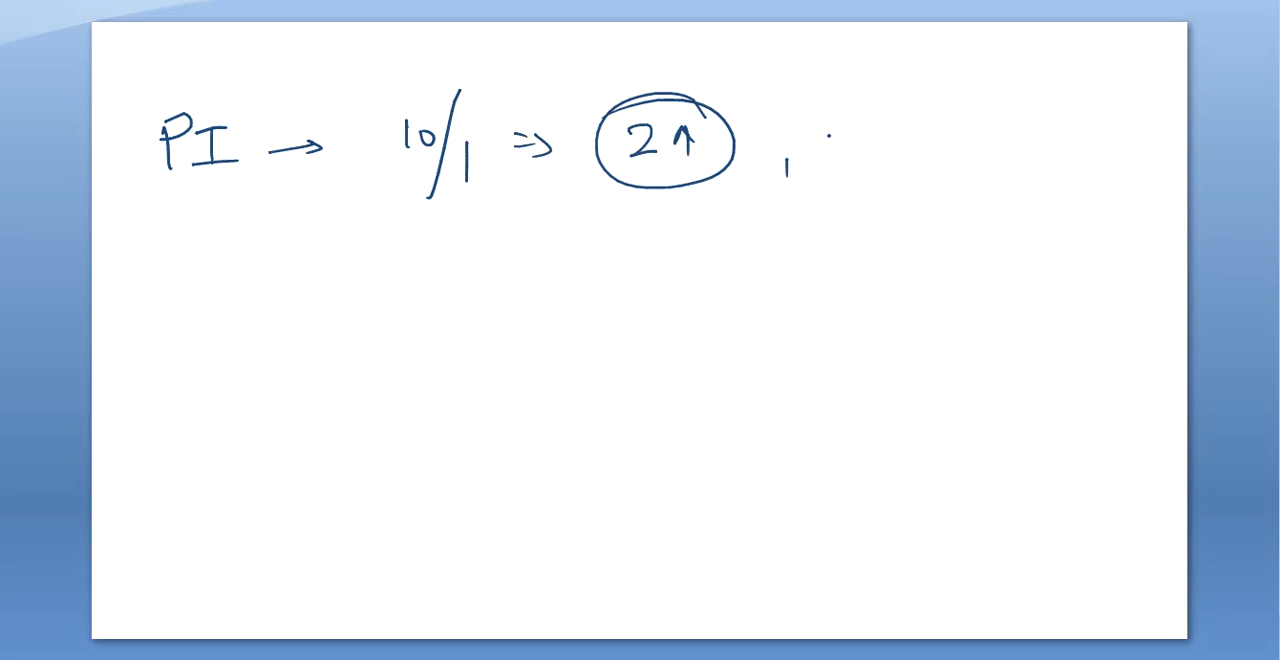 PI → 10/1 ⇒ 2↑ ,